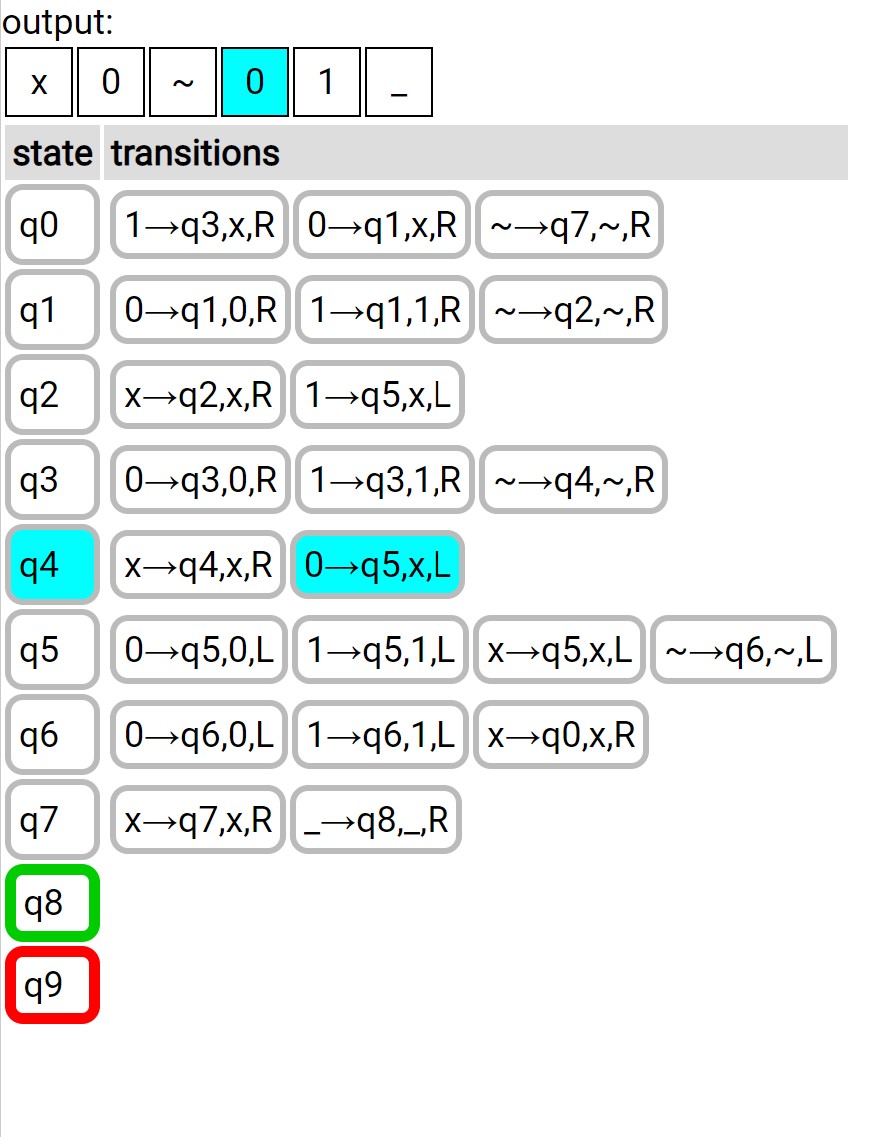 output:
x 0 ~ 0 1 _
state transitions
q0 1→q3,x,R 0→q1,x,R ~→q7,~,R
q1 0→q1,0,R 1→q1,1,R ~→q2,~,R
q2 x→q2,x,R 1→q5,x,L
q3 0→q3,0,R 1→q3,1,R ~→q4,~,R
q4 x→q4,x,R 0→q5,x,L
q5 0→q5,0,L 1→q5,1,L x→q5,x,L ~→q6,~,L
q6 0→q6,0,L 1→q6,1,L x→q0,x,R
q7 x→q7,x,R _→q8,_,R
q8
q9